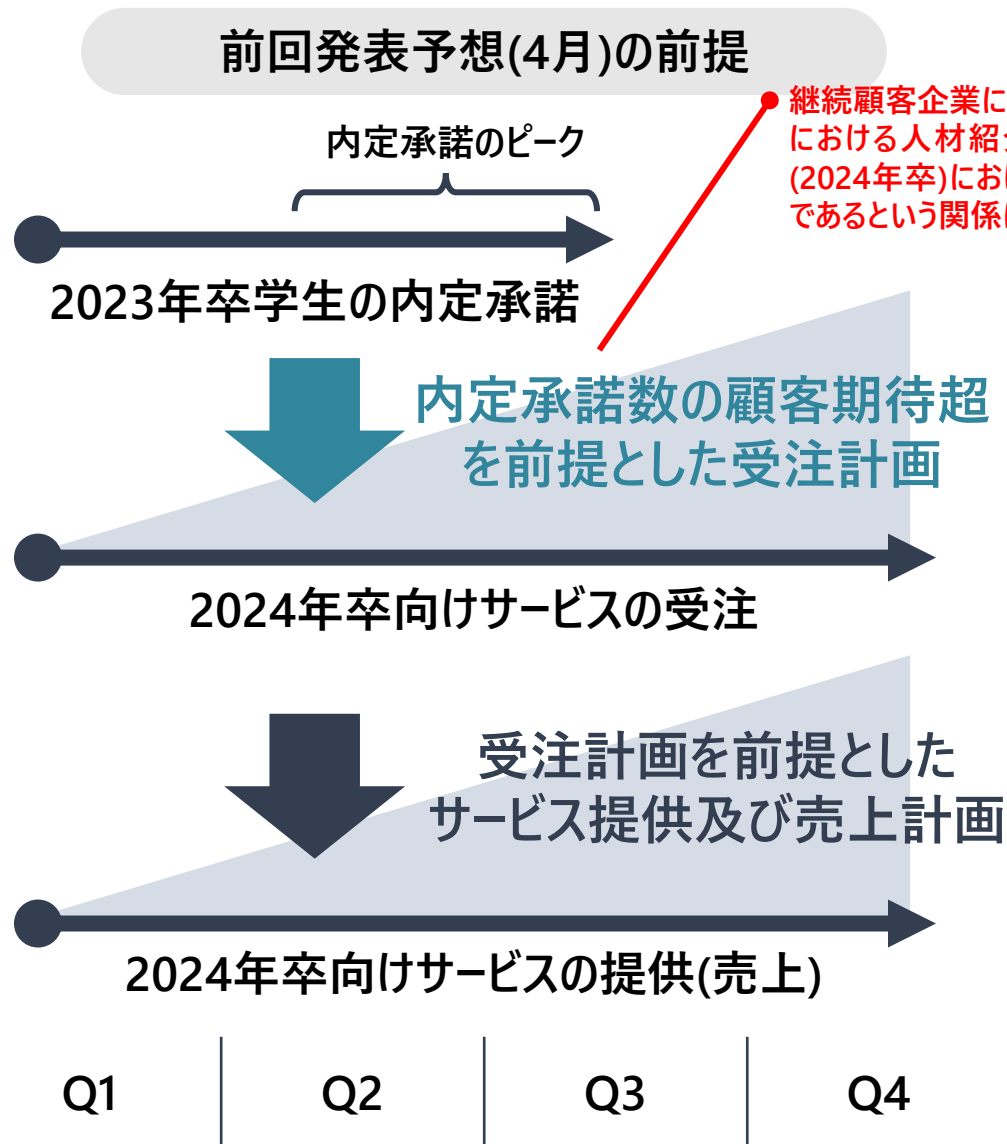 前回発表予想(4月)の前提
継続顧客企業に
における人材紹
(2024年卒)にお
であるという関係
内定承諾のピーク
2023年卒学生の内定承諾
内定承諾数の顧客期待超
を前提とした受注計画
2024年卒向けサービスの受注
受注計画を前提とした
サービス提供及び売上計画
2024年卒向けサービスの提供(売上)
Q1
Q2
Q3
Q4